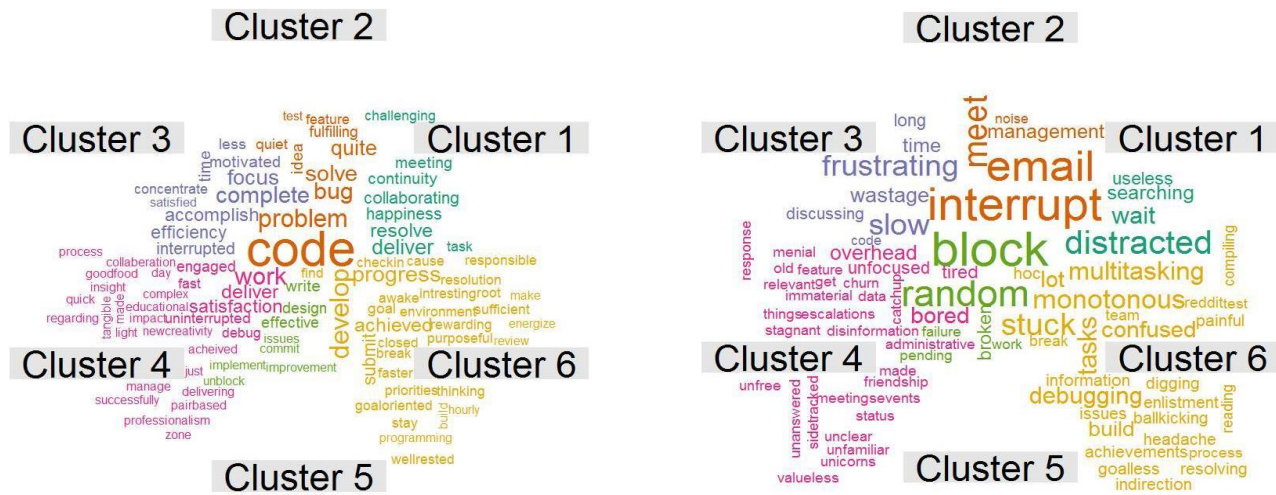 Cluster 2
Cluster 3
Cluster 1
test
feature
challenging
fulfilling
less
quiet
idea
quite
time
motivated
meeting
focus
solve
continuity
concentrate
satisfied
complete
bug
collaborating
accomplish
problem
happiness
efficiency
resolve
interrupted
code
deliver
task
process
collaberation
engaged
work
find
checkin
cause
responsible
goodfood
day
fast
write
progress
resolution
insight
deliver
develop
awake
intresting
root
make
quick
tangible
made
complex
educational
satisfaction
design
goal
environment
sufficient
regarding
impact
uninterrupted
effective
achieved
rewarding
energize
light
newcreativity
debug
issues
closed
purposeful
review
acheived
commit
submit
break
Cluster 4
just
implement
improvement
faster
Cluster 6
manage
unblock
priorities
thinking
delivering
successfully
pairbased
goaloriented
build
hourly
professionalism
stay
zone
programming
wellrested
Cluster 5
Cluster 2
Cluster 3
Cluster 1
long
meet
noise
management
time
frustrating
email
useless
searching
wastage
interrupt
wait
discussing
slow
code
block
distracted
response
menial
overhead
compiling
old
feature
unfocused
tired
hoc
lot
multitasking
relevant
get
churn
catchup
random
monotonous
immaterial
data
reddit
test
things
escalations
bored
stuck
team
confused
painful
stagnant
disinformation
failure
broken
work
break
tasks
administrative
pending
Cluster 4
made
Cluster 6
unfree
friendship
information
digging
reading
unanswered
sidetracked
meetings
events
debugging
enlistment
status
issues
ballkicking
unclear
build
headache
unfamiliar
achievements
process
unicorns
goalless
resolving
valueless
indirection
Cluster 5